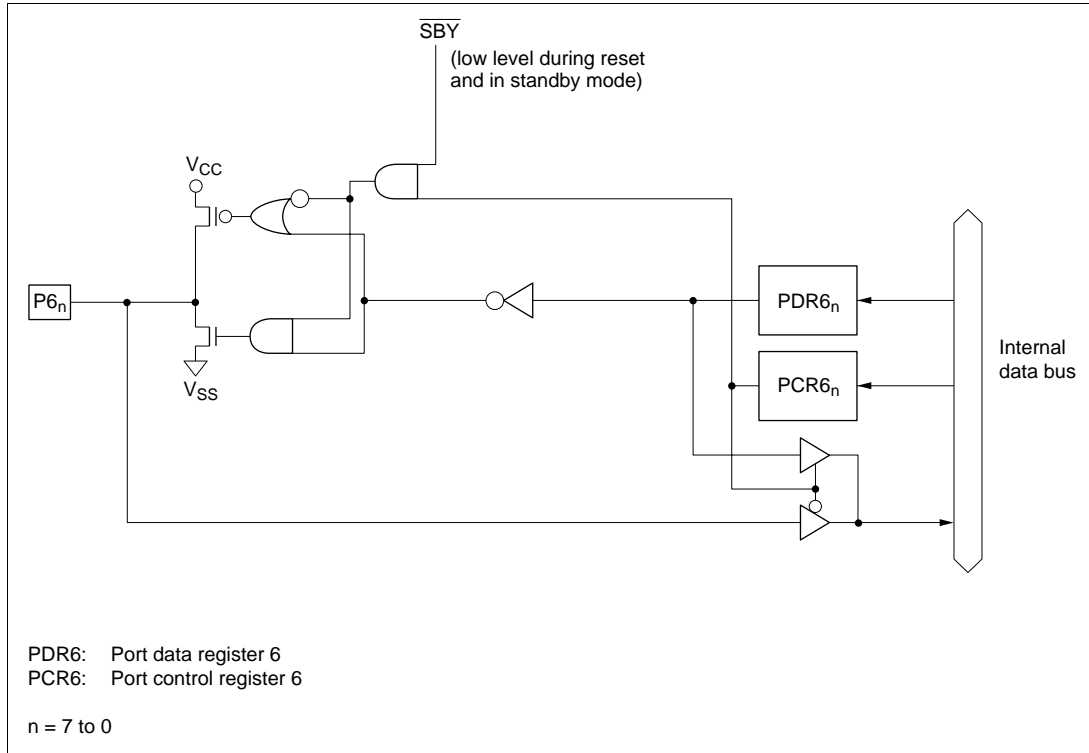 SBY
(low level during reset
and in standby mode)
VCC
P6n
VSS
PDR6n
PCR6n
Internal
data bus
PDR6: Port data register 6
PCR6: Port control register 6
n = 7 to 0